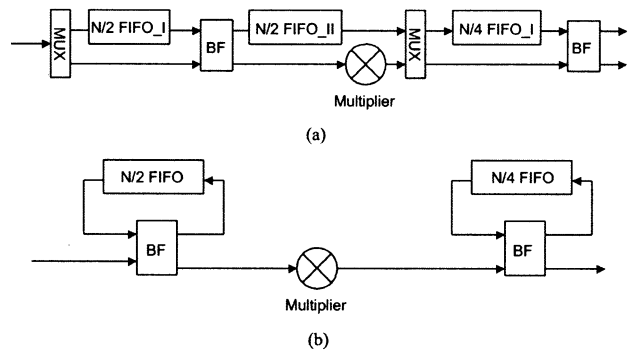 MUX
N/2 FIFO_I
BF
N/2 FIFO_II
Multiplier
MUX
N/4 FIFO_I
BF
(a)
N/2 FIFO
BF
Multiplier
N/4 FIFO
BF
(b)